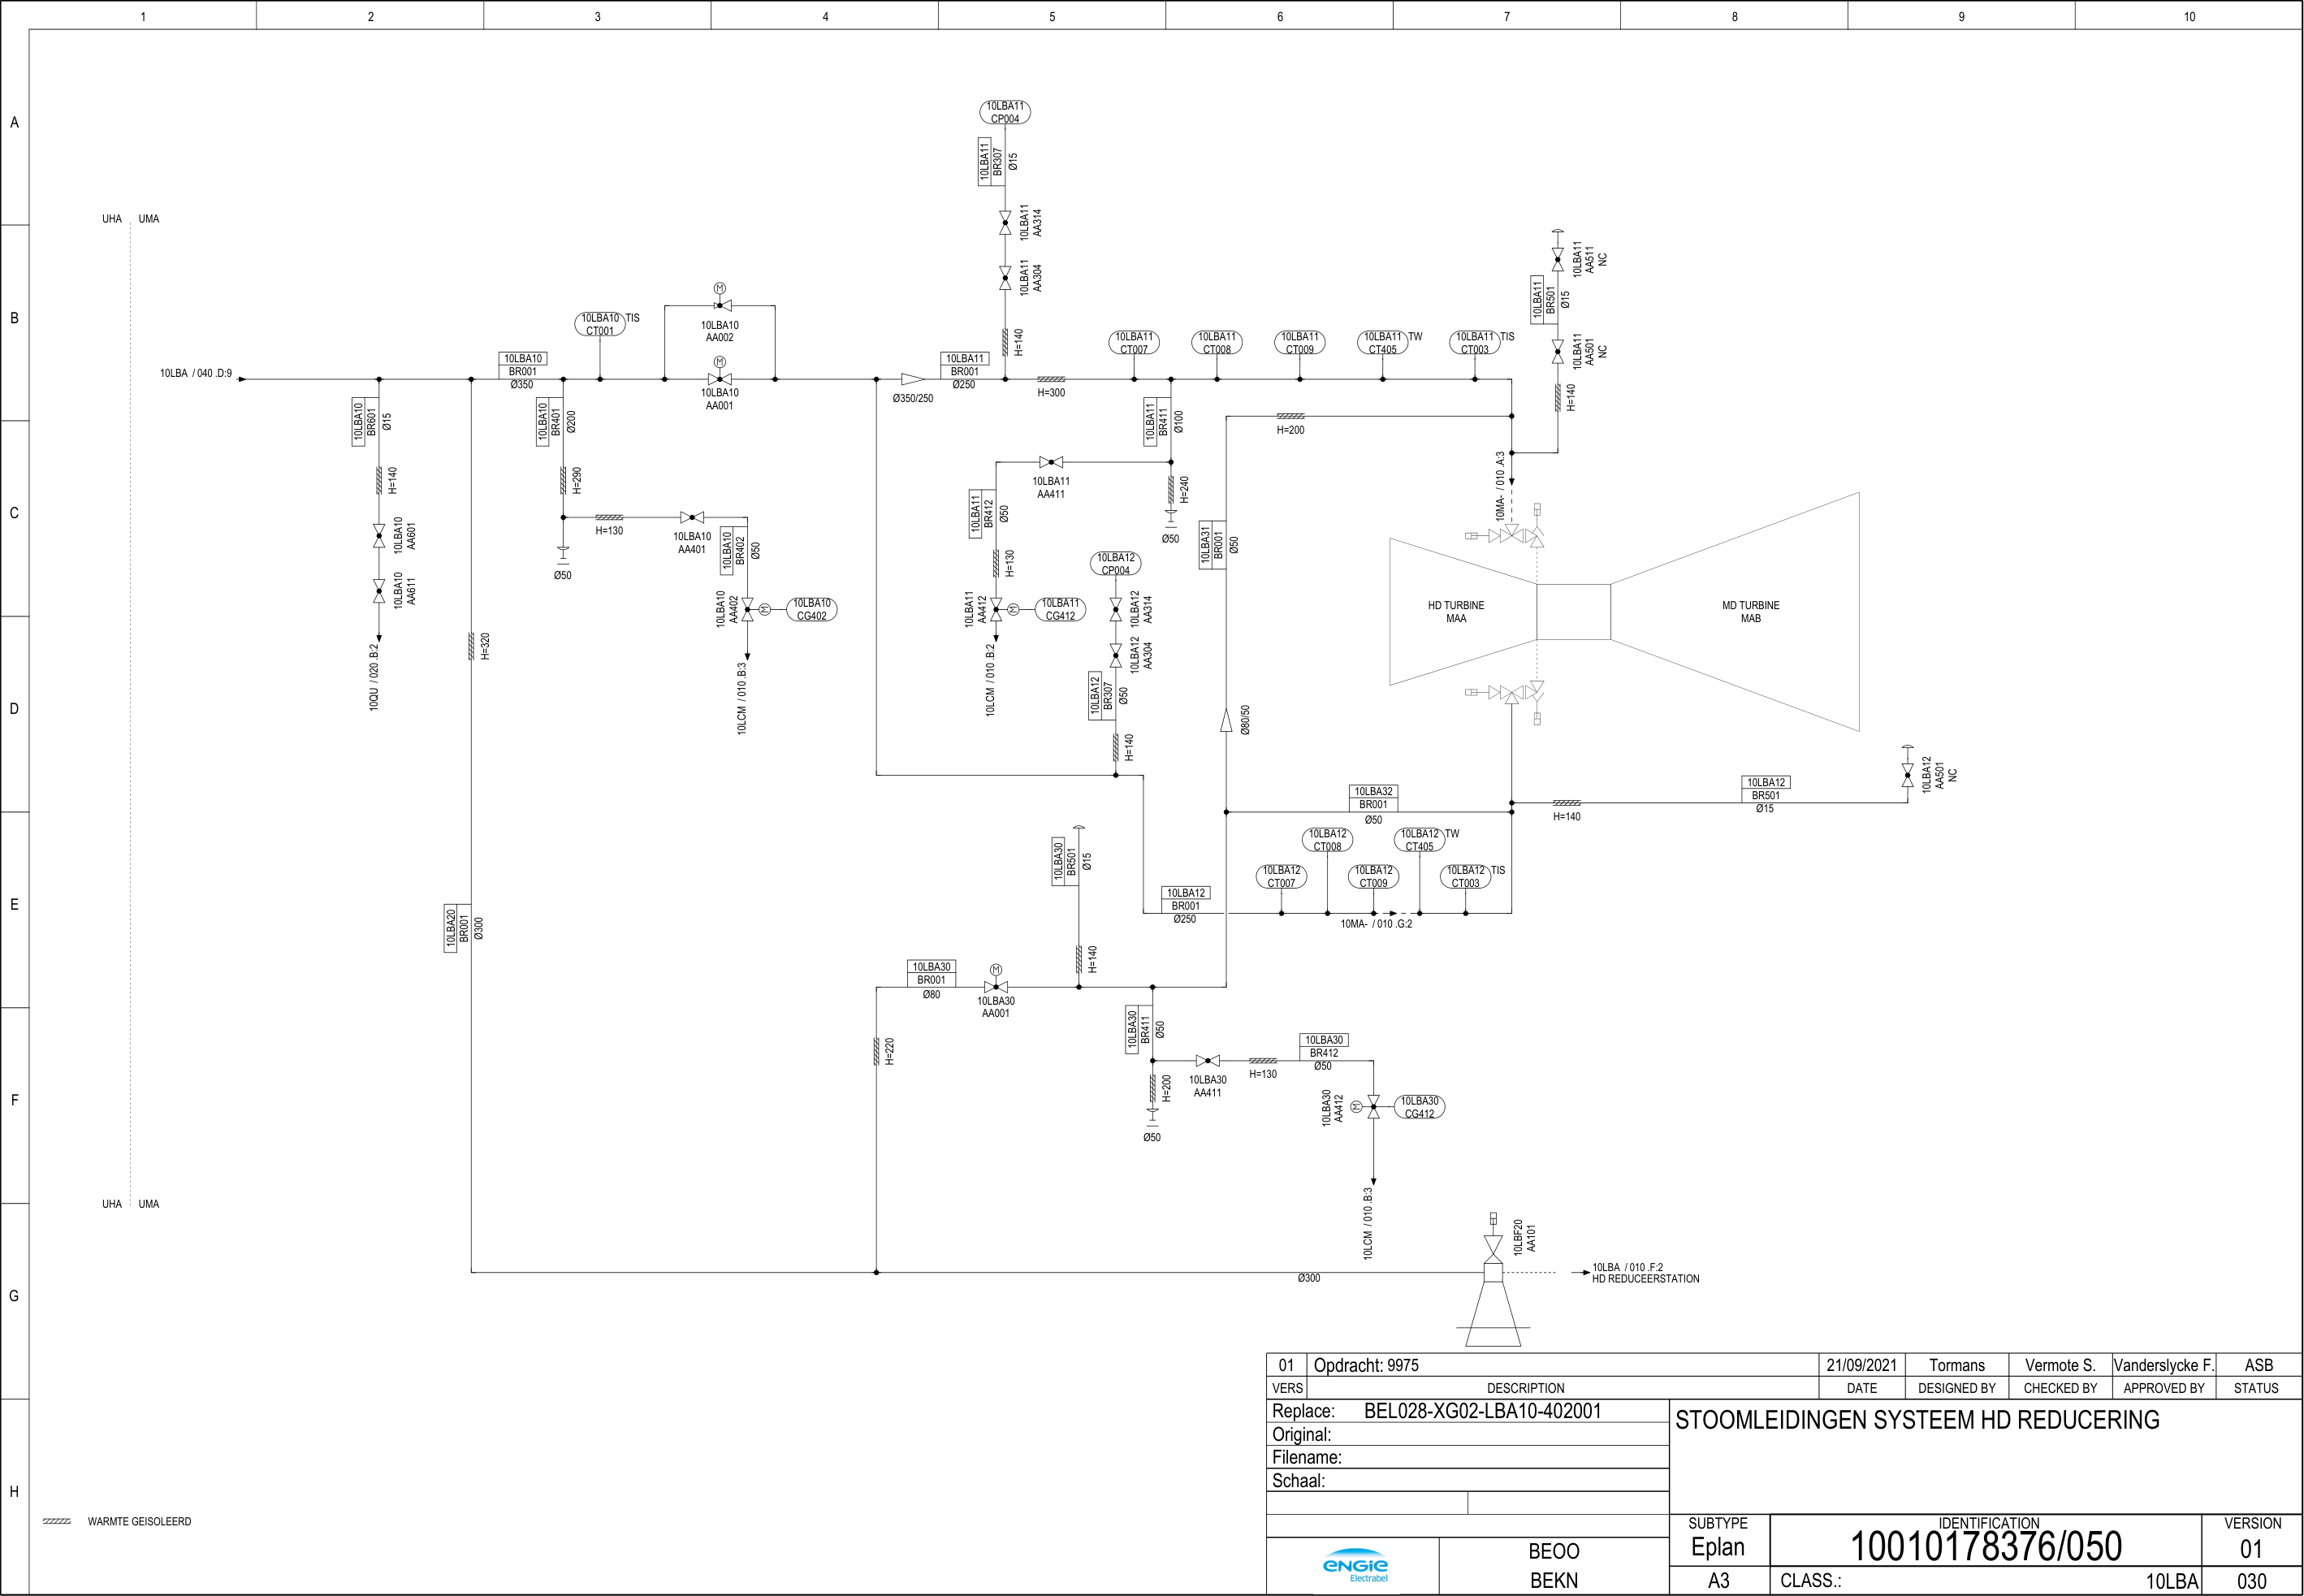 1 2 3 4 5 6 7 8 9 10
A
B
C
D
E
F
G
H
UHA UMA
10LBA / 040 .D:9
10LBA10
BR001
Ø350
10LBA10
CT001
TIS
10LBA10
AA002
10LBA10
AA001
Ø350/250
10LBA11
BR001
Ø250
10LBA11
CP004
10LBA11
BR307
Ø15
10LBA11
AA314
10LBA11
AA304
H=140
H=300
10LBA11
CT007
10LBA11
CT008
10LBA11
CT009
10LBA11
CT405
TW
10LBA11
CT003
TIS
10LBA11
AA511
NC
10LBA11
BR501
Ø15
10LBA11
AA501
NC
H=140
H=200
10LBA10
BR601
Ø15
H=140
10LBA10
AA601
10LBA10
AA611
10QU / 020 .B:2
10LBA10
BR401
Ø200
H=290
H=130
Ø50
10LBA10
AA401
10LBA10
BR402
Ø50
10LBA10
AA402
M
10LBA10
CG402
10LCM / 010 .B:3
10LBA11
BR411
Ø100
10LBA11
AA411
H=240
Ø50
10LBA11
BR412
Ø50
H=130
10LBA11
AA412
M
10LBA11
CG412
10LCM / 010 .B:2
10LBA12
CP004
10LBA12
AA314
10LBA12
AA304
10LBA12
BR307
Ø50
H=140
10LBA31
BR001
Ø50
Ø80/50
10MA- / 010 .A:3
HD TURBINE
MAA
MD TURBINE
MAB
H=320
10LBA20
BR001
Ø300
10LBA32
BR001
Ø50
H=140
10LBA12
BR501
Ø15
10LBA12
AA501
NC
10LBA12
CT008
10LBA12
CT405
TW
10LBA12
CT007
10LBA12
CT009
10LBA12
CT003
TIS
10LBA12
BR001
Ø250
10MA- / 010 .G:2
10LBA30
BR501
Ø15
H=140
10LBA30
BR001
Ø80
M
10LBA30
AA001
H=220
10LBA30
BR411
Ø50
10LBA30
AA411
H=130
10LBA30
BR412
Ø50
H=200
Ø50
10LBA30
AA412
M
10LBA30
CG412
10LCM / 010 .B:3
UHA UMA
10LBF20
AA101
Ø300
10LBA / 010 .F:2
HD REDUCEERSTATION
WARMTE GEISOLEERD
01 Opdracht: 9975 21/09/2021 Tormans Vermote S. Vanderslycke F. ASB
VERS DESCRIPTION DATE DESIGNED BY CHECKED BY APPROVED BY STATUS
Replace: BEL028-XG02-LBA10-402001
Original:
Filename:
Schaal:
STOOMLEIDINGEN SYSTEEM HD REDUCERING
ENGIE
Electrabel
BEOO
BEKN
SUBTYPE
Eplan
A3
IDENTIFICATION
10010178376/050
CLASS.: 10LBA
VERSION
01
030